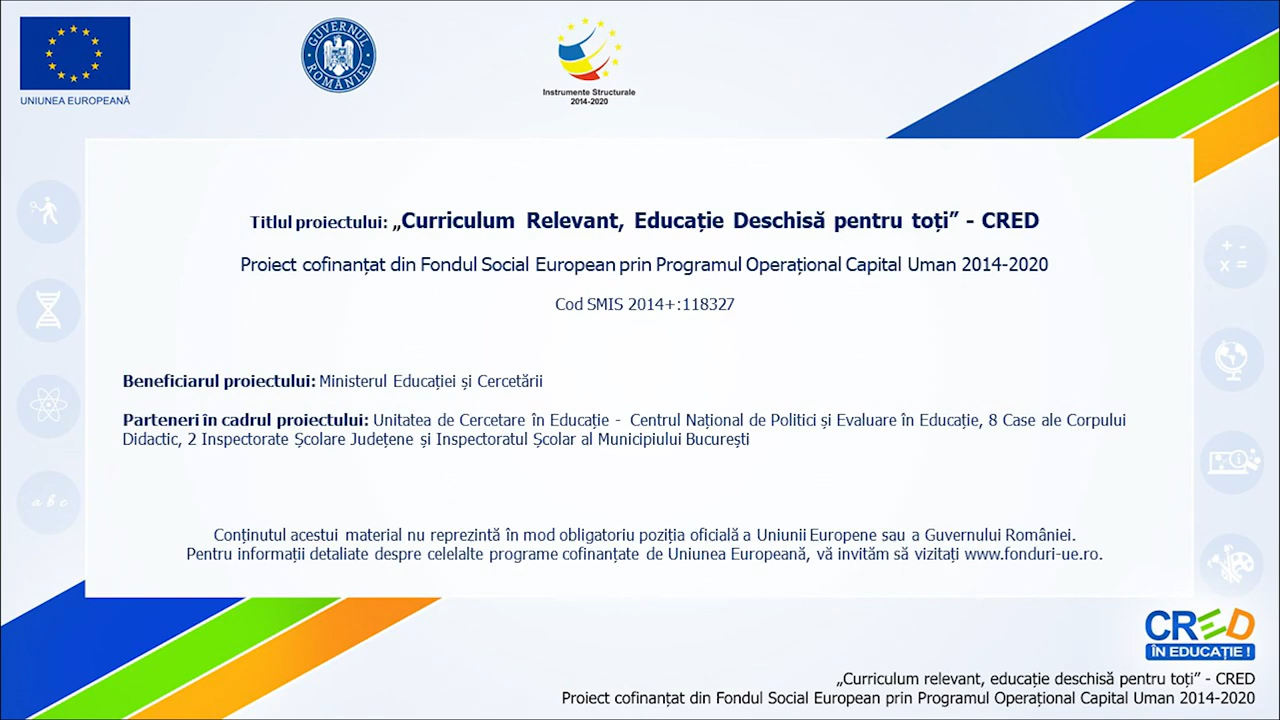 UNIUNEA EUROPEANĂ
GUVERNUL ROMÂNIEI
Instrumente Structurale
2014-2020
Titlul proiectului: „Curriculum Relevant, Educație Deschisă pentru toți” - CRED
Proiect cofinanțat din Fondul Social European prin Programul Operațional Capital Uman 2014-2020
Cod SMIS 2014+:118327
Beneficiarul proiectului: Ministerul Educației și Cercetării
Parteneri în cadrul proiectului: Unitatea de Cercetare în Educație - Centrul Național de Politici și Evaluare în Educație, 8 Case ale Corpului
Didactic, 2 Inspectorate Școlare Județene și Inspectoratul Școlar al Municipiului București
Conținutul acestui material nu reprezintă în mod obligatoriu poziția oficială a Uniunii Europene sau a Guvernului României.
Pentru informații detaliate despre celelalte programe cofinanțate de Uniunea Europeană, vă invităm să vizitați www.fonduri-ue.ro.
a b c
+ -
x =
CRED
ÎN EDUCAȚIE !
„Curriculum relevant, educație deschisă pentru toți” - CRED
Proiect cofinanțat din Fondul Social European prin Programul Operațional Capital Uman 2014-2020